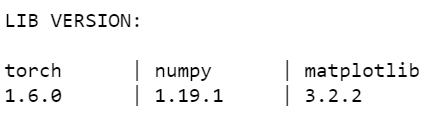 LIB VERSION:
torch | numpy | matplotlib
1.6.0 | 1.19.1 | 3.2.2